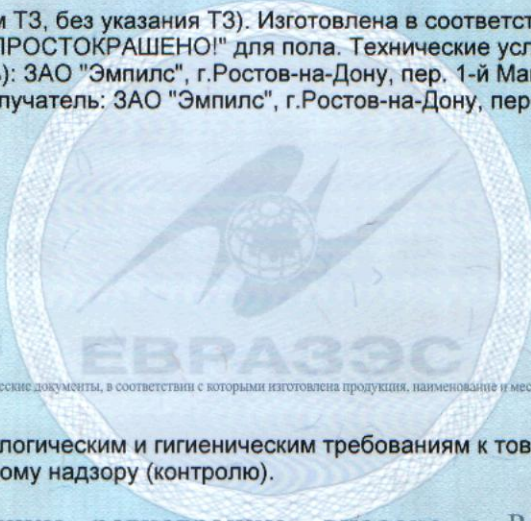 м ТЗ, без указания ТЗ). Изготовлена в соответст
ПРОСТОКРАШЕНО!" для пола. Технические усл
): ЗАО "Эмпилс", г.Ростов-на-Дону, пер. 1-й Ма
лучатель: ЗАО "Эмпилс", г.Ростов-на-Дону, пер
ЕВРАЗЭС
еские документы, в соответствии с которыми изготовлена продукция, наименование и мес
логическим и гигиеническим требованиям к тов
ому надзору (контролю).